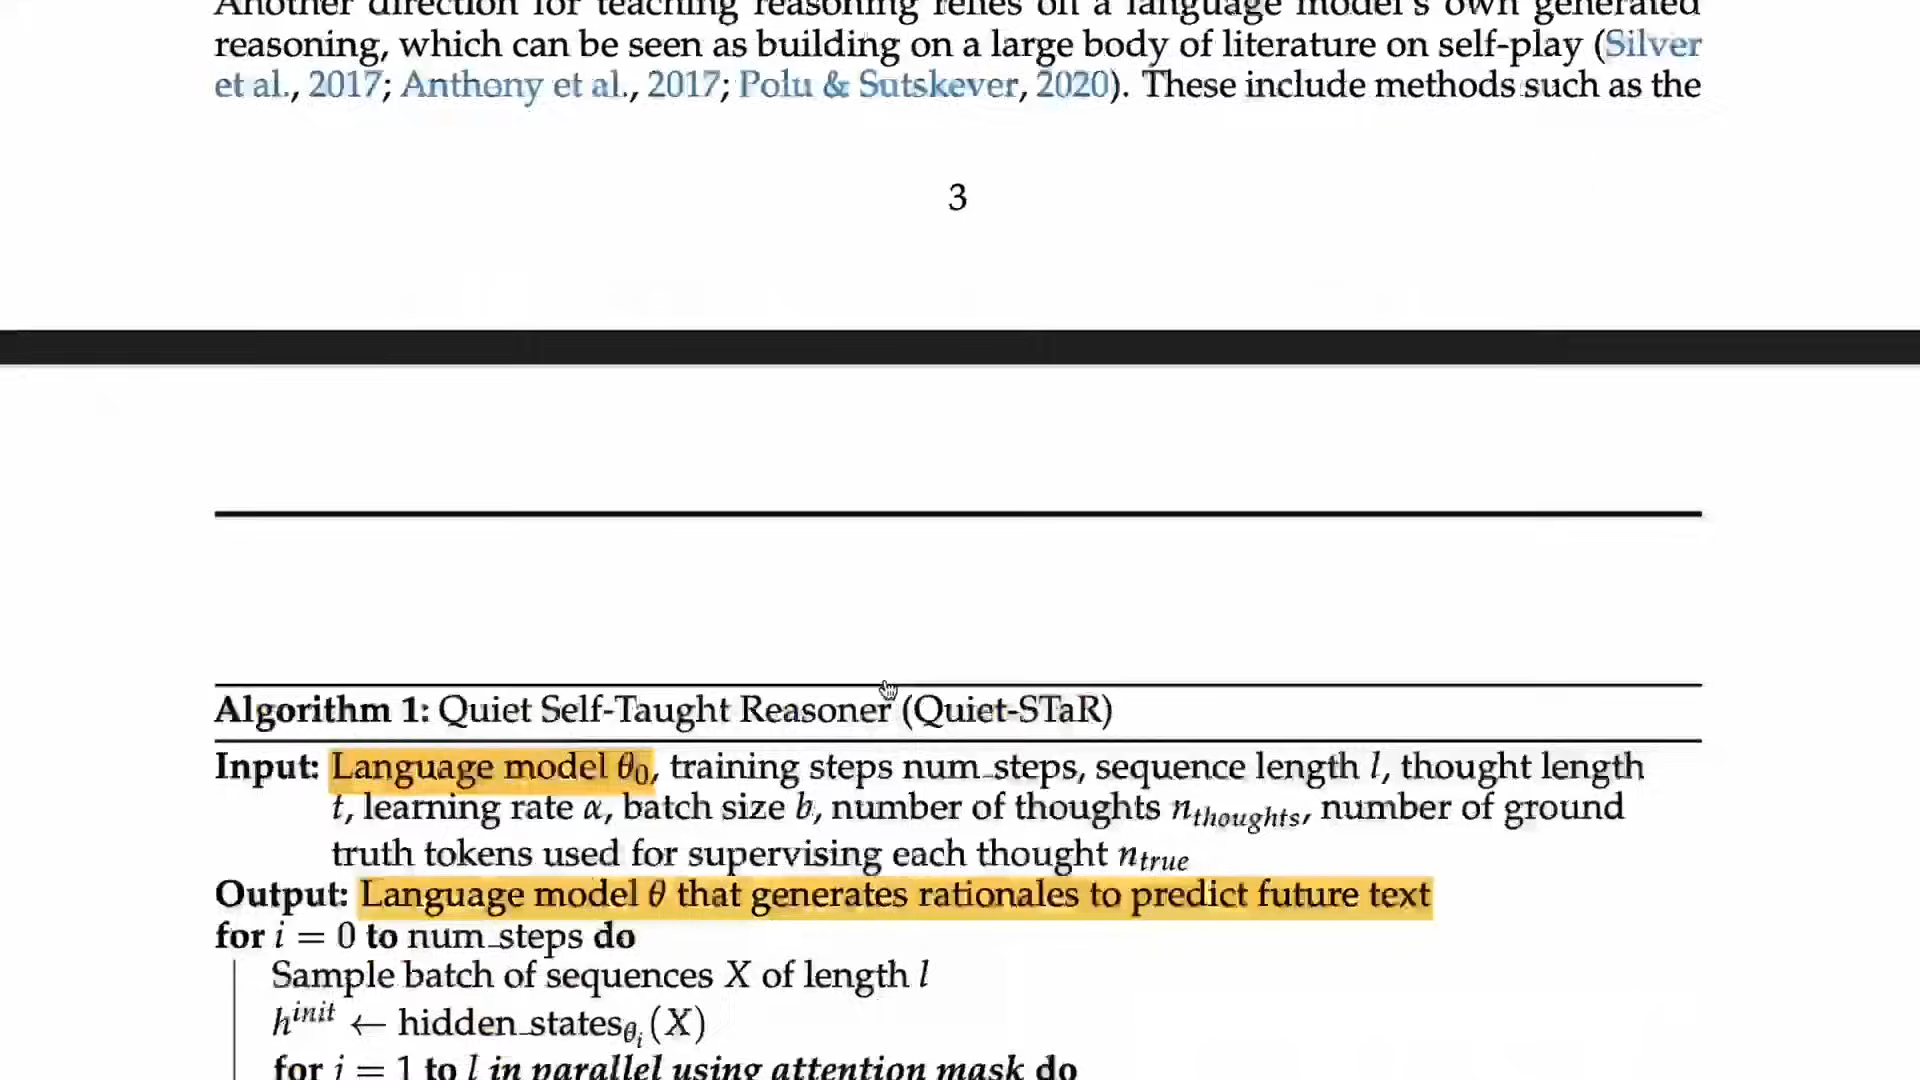 Another direction for teaching reasoning relies on a language model's own generated
reasoning, which can be seen as building on a large body of literature on self-play (Silver
et al., 2017; Anthony et al., 2017; Polu & Sutskever, 2020). These include methods such as the
3
Algorithm 1: Quiet Self-Taught Reasoner (Quiet-STaR)
Input: Language model θ0, training steps num_steps, sequence length l, thought length
t, learning rate α, batch size b, number of thoughts nthoughts, number of ground
truth tokens used for supervising each thought ntrue
Output: Language model θ that generates rationales to predict future text
for i = 0 to num_steps do
Sample batch of sequences X of length l
h^init ← hidden_statesθi(X)
for j = 1 to l in parallel using attention mask do